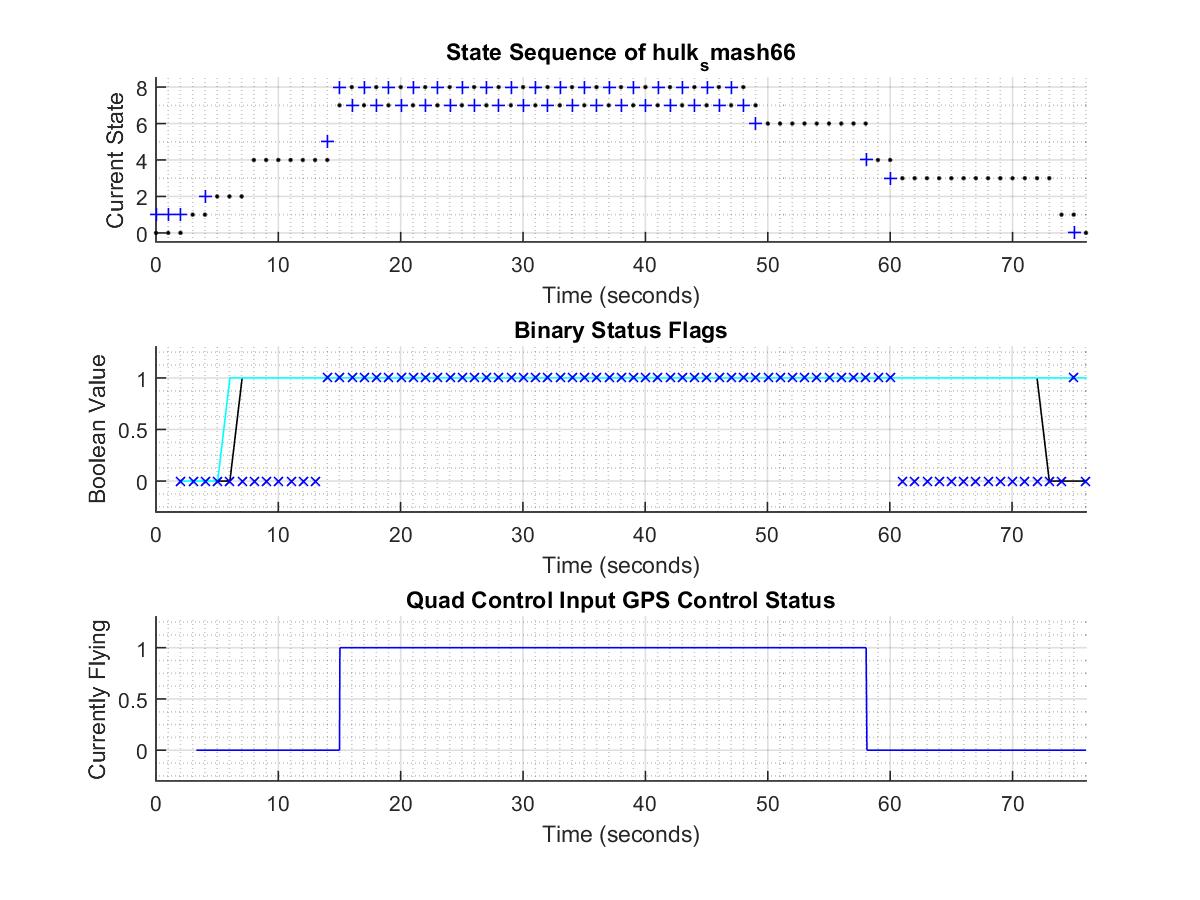 State Sequence of hulksmash66
Current State
8
6
4
2
0
0 10 20 30 40 50 60 70
Time (seconds)
Binary Status Flags
Boolean Value
1
0.5
0
0 10 20 30 40 50 60 70
Time (seconds)
Quad Control Input GPS Control Status
Currently Flying
1
0.5
0
0 10 20 30 40 50 60 70
Time (seconds)